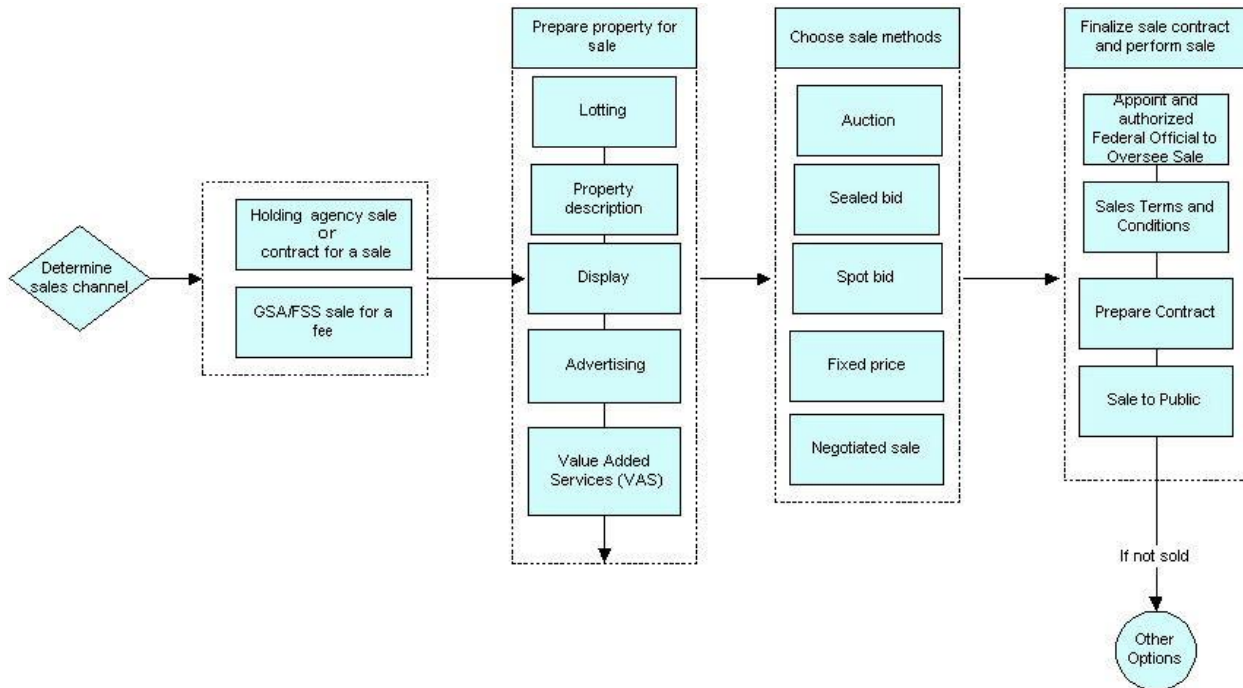 Determine
sales channel
Holding agency sale
or
contract for a sale
GSA/FSS sale for a
fee
Prepare property for
sale
Lotting
Property
description
Display
Advertising
Value Added
Services (VAS)
Choose sale methods
Auction
Sealed bid
Spot bid
Fixed price
Negotiated sale
Finalize sale contract
and perform sale
Appoint and
authorized
Federal Official to
Oversee Sale
Sales Terms and
Conditions
Prepare Contract
Sale to Public
If not sold
Other
Options